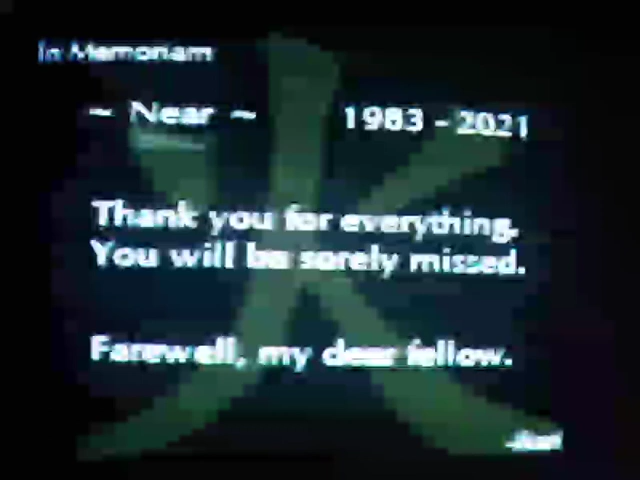 In Memoriam
~ Near ~ 1983 - 2021
Thank you for everything.
You will be sorely missed.
Farewell, my dear fellow.